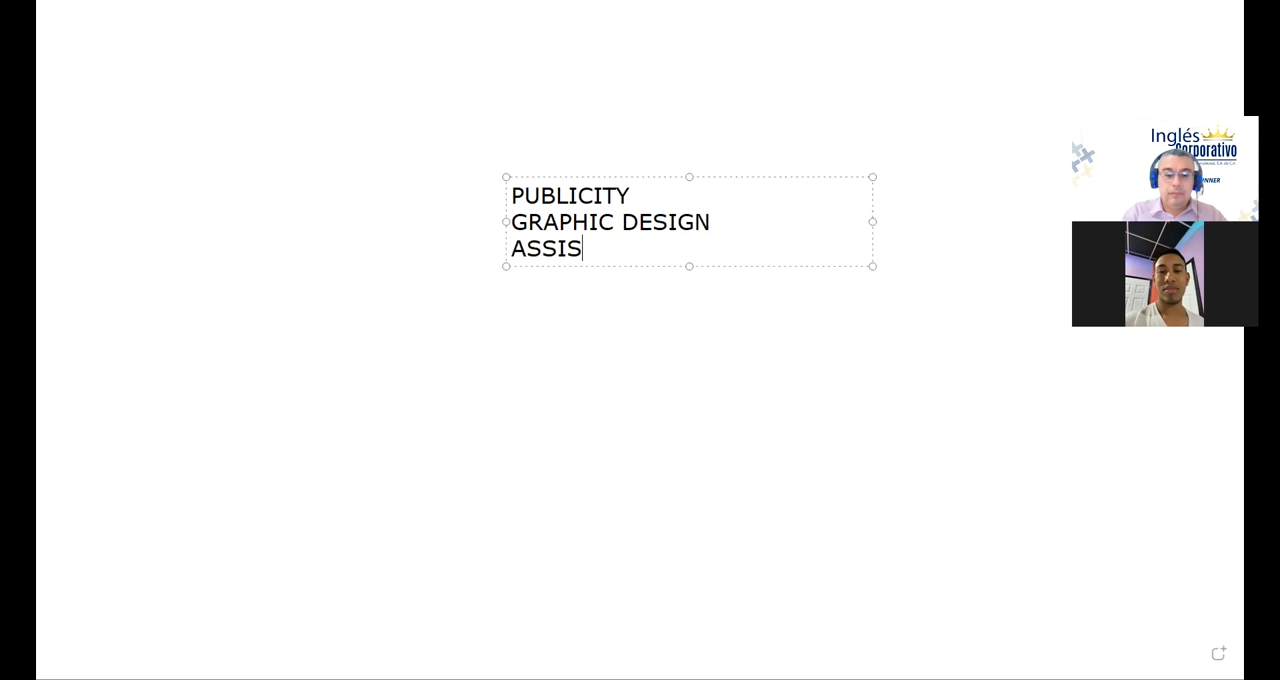 PUBLICITY
GRAPHIC DESIGN
ASSIS
Inglés
Corporativo